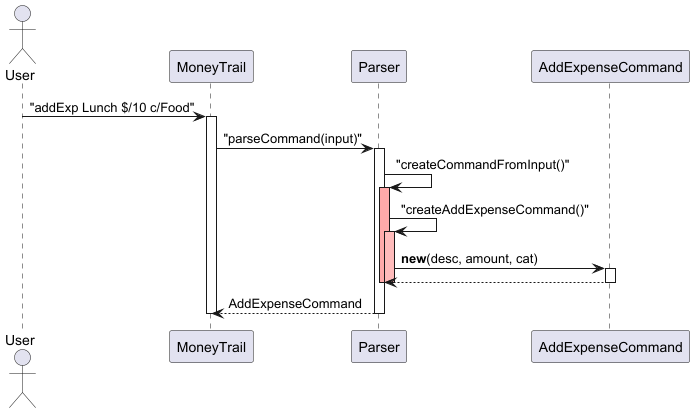 User
MoneyTrail
Parser
AddExpenseCommand
"addExp Lunch $/10 c/Food"
"parseCommand(input)"
"createCommandFromInput()"
"createAddExpenseCommand()"
new(desc, amount, cat)
AddExpenseCommand
User
MoneyTrail
Parser
AddExpenseCommand